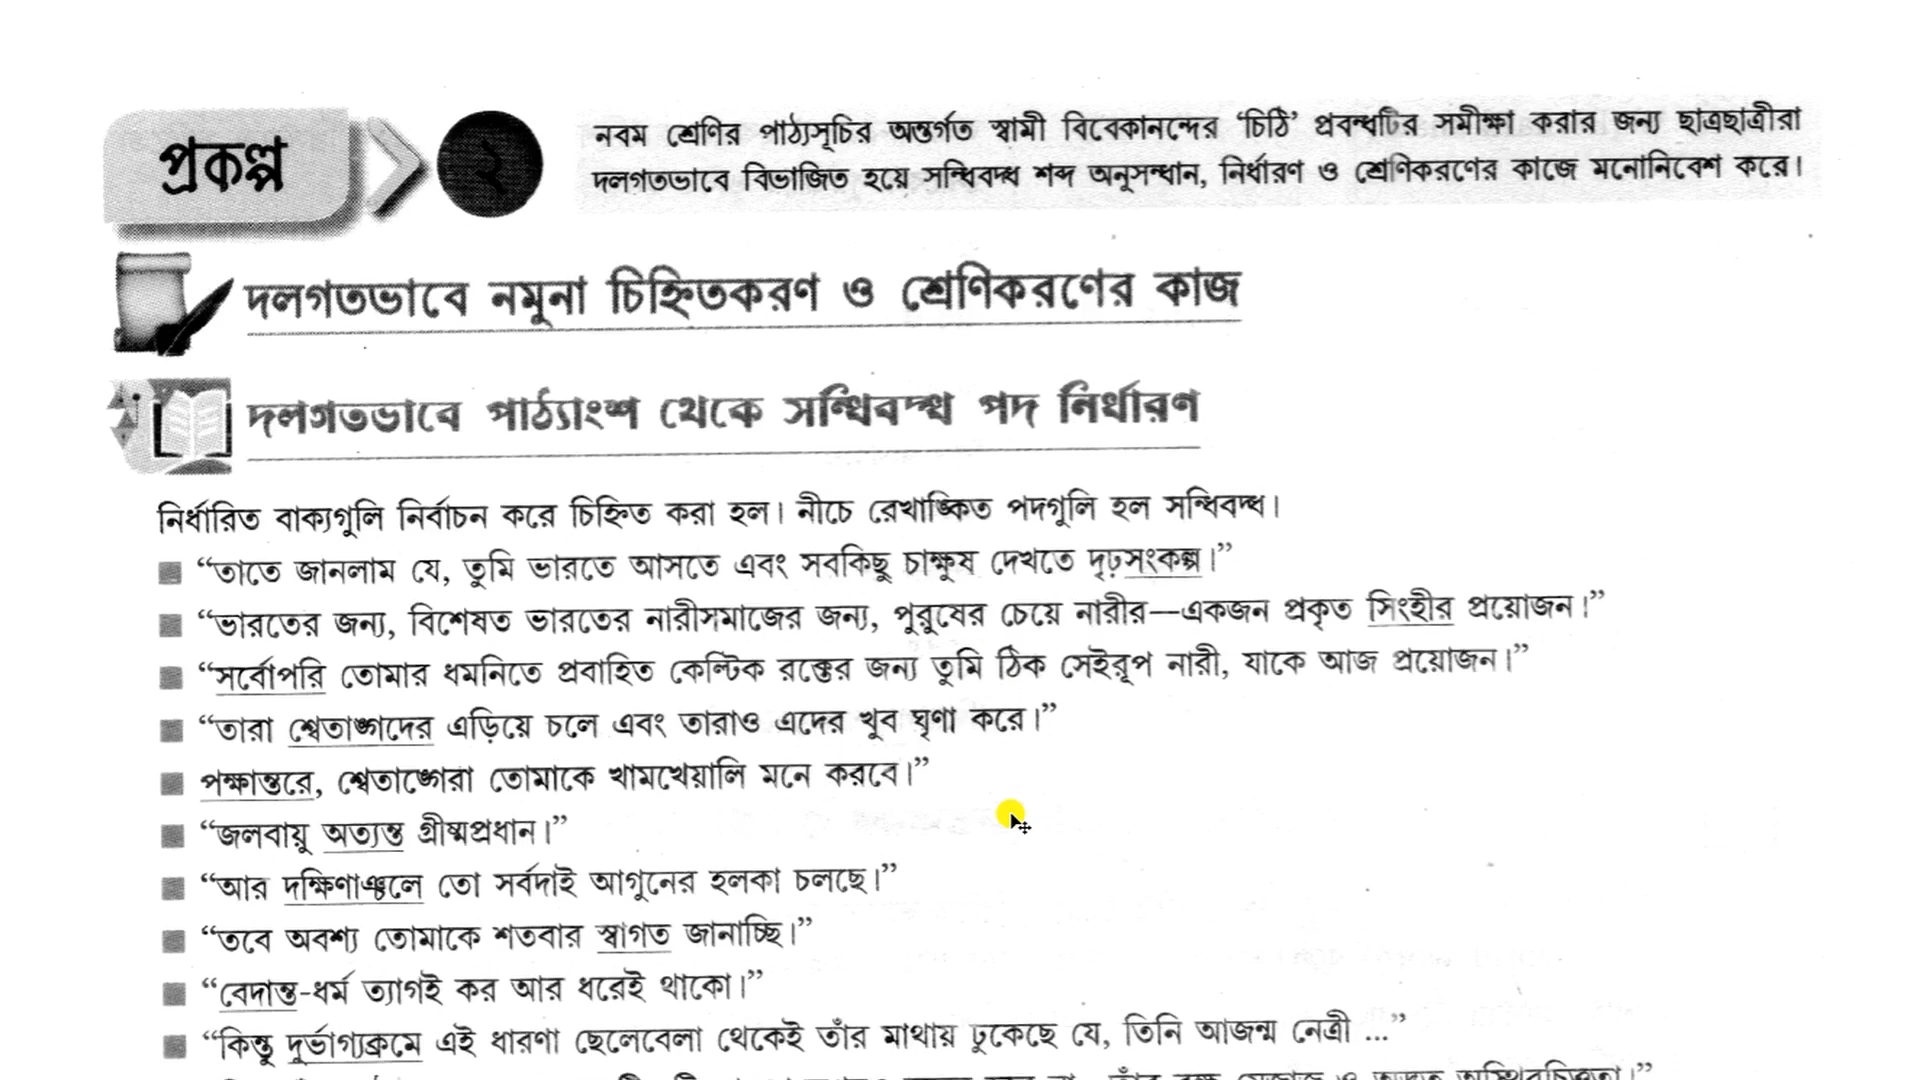 প্রকল্প
২
নবম শ্রেণির পাঠ্যসূচির অন্তর্গত স্বামী বিবেকানন্দের ‘চিঠি’ প্রবন্ধটির সমীক্ষা করার জন্য ছাত্রছাত্রীরা
দলগতভাবে বিভাজিত হয়ে সন্ধিবদ্ধ শব্দ অনুসন্ধান, নির্ধারণ ও শ্রেণিকরণের কাজে মনোনিবেশ করে।
দলগতভাবে নমুনা চিহ্নিতকরণ ও শ্রেণিকরণের কাজ
দলগতভাবে পাঠ্যাংশ থেকে সন্ধিবদ্ধ পদ নির্ধারণ
নির্ধারিত বাক্যগুলি নির্বাচন করে চিহ্নিত করা হল। নীচে রেখাঙ্কিত পদগুলি হল সন্ধিবদ্ধ।
■ “তাতে জানলাম যে, তুমি ভারতে আসতে এবং সবকিছু চাক্ষুষ দেখতে দৃঢ়সংকল্প।”
■ “ভারতের জন্য, বিশেষত ভারতের নারীসমাজের জন্য, পুরুষের চেয়ে নারীর—একজন প্রকৃত সিংহীর প্রয়োজন।”
■ “সর্বোপরি তোমার ধমনিতে প্রবাহিত কেল্টিক রক্তের জন্য তুমি ঠিক সেইরূপ নারী, যাকে আজ প্রয়োজন।”
■ “তারা শ্বেতাঙ্গদের এড়িয়ে চলে এবং তারাও এদের খুব ঘৃণা করে।”
■ পক্ষান্তরে, শ্বেতাঙ্গেরা তোমাকে খামখেয়ালি মনে করবে।”
■ “জলবায়ু অত্যন্ত গ্রীষ্মপ্রধান।”
■ “আর দক্ষিণাঞ্চলে তো সর্বদাই আগুনের হলকা চলছে।”
■ “তবে অবশ্য তোমাকে শতবার স্বাগত জানাচ্ছি।”
■ “বেদান্ত-ধর্ম ত্যাগই কর আর ধরেই থাকো।”
■ “কিন্তু দুর্ভাগ্যক্রমে এই ধারণা ছেলেবেলা থেকেই তাঁর মাথায় ঢুকেছে যে, তিনি আজন্ম নেত্রী ...”